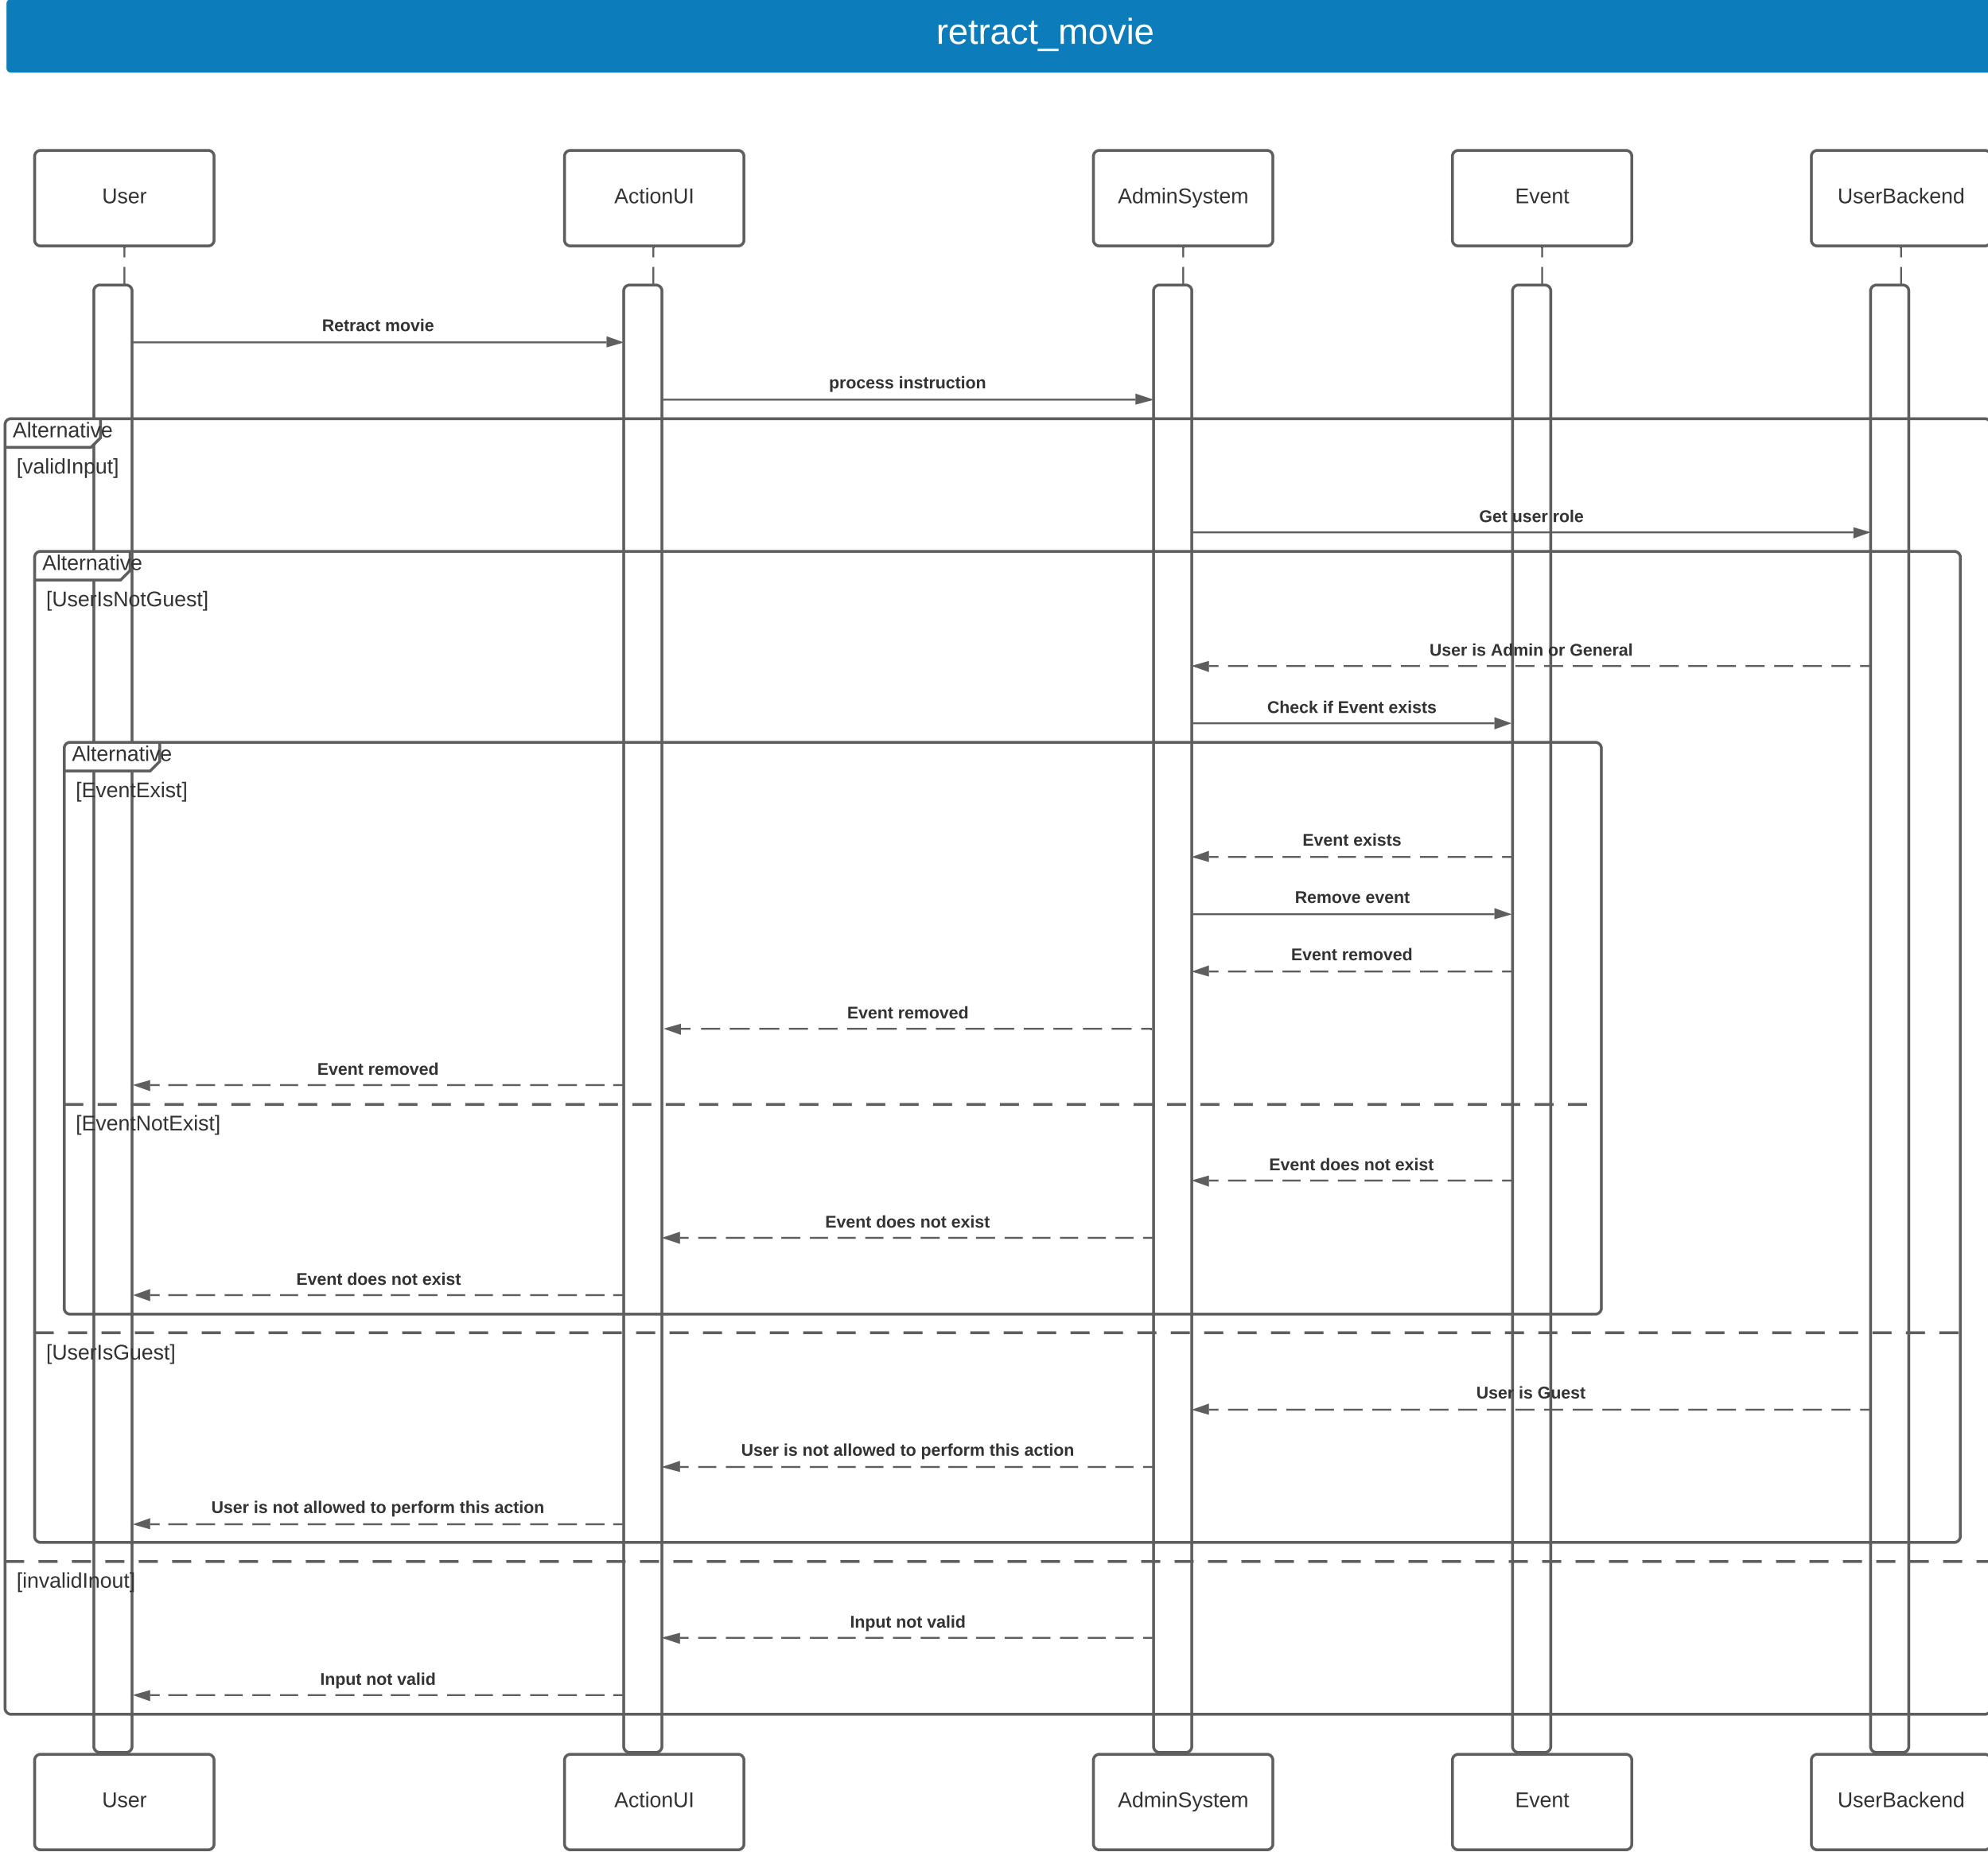 retract_movie
User
ActionUI
AdminSystem
Event
UserBackend
Retract movie
process instruction
Alternative
[validInput]
Get user role
Alternative
[UserIsNotGuest]
User is Admin or General
Check if Event exists
Alternative
[EventExist]
Event exists
Remove event
Event removed
Event removed
Event removed
[EventNotExist]
Event does not exist
Event does not exist
Event does not exist
[UserIsGuest]
User is Guest
User is not allowed to perform this action
User is not allowed to perform this action
[invalidInout]
Input not valid
Input not valid
User
ActionUI
AdminSystem
Event
UserBackend